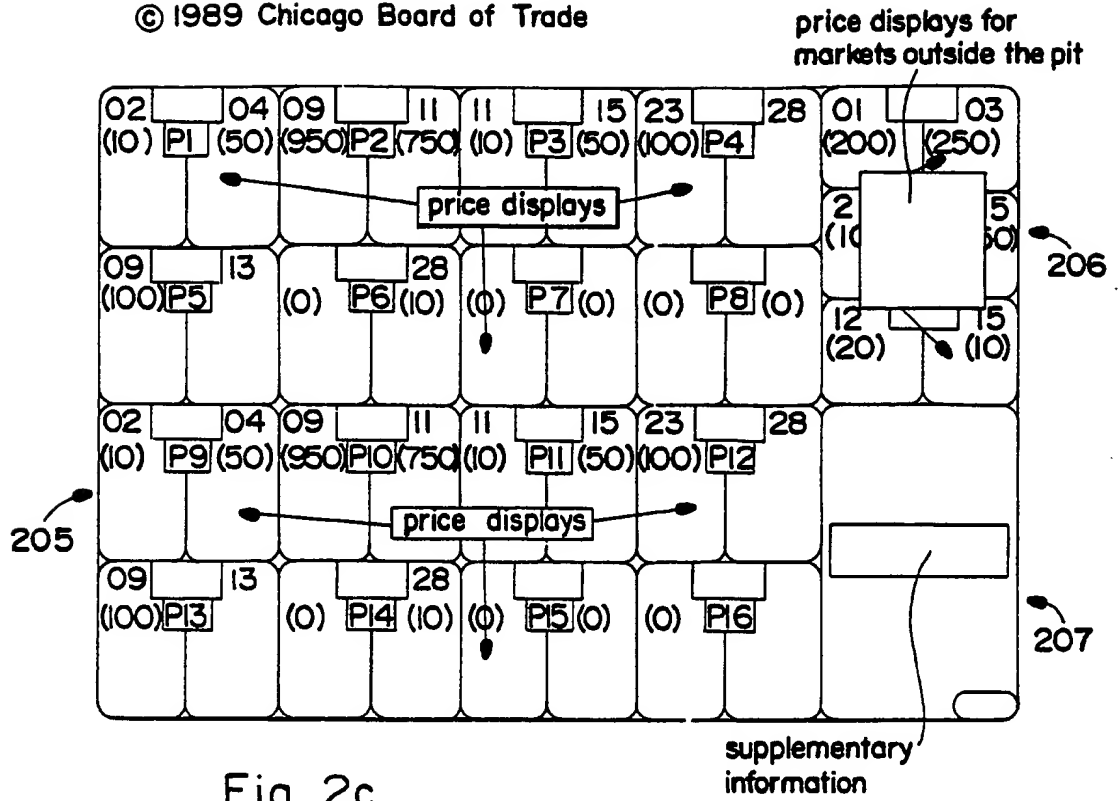 © 1989 Chicago Board of Trade
price displays for
markets outside the pit
02 04 09 11 11 15 23 28 01 03
(10) P1 (50) (950) P2 (750) (10) P3 (50) (100) P4 (200) (250)
price displays
2 5
(10 50)
206
09 13 28
(100) P5 (0) P6 (10) (0) P7 (0) (0) P8 (0)
12 15
(20) (10)
02 04 09 11 11 15 23 28
(10) P9 (50) (950) P10 (750) (10) P11 (50) (100) P12
205
price displays
09 13 28
(100) P13 (0) P14 (10) (0) P15 (0) (0) P16
207
supplementary
information
Fig. 2c